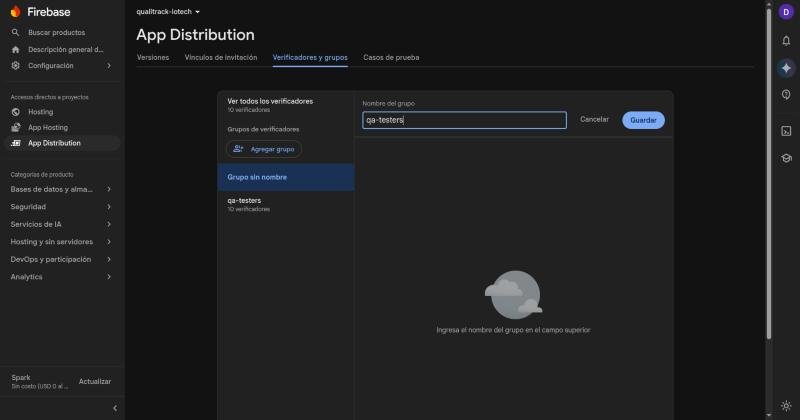 Firebase
Buscar productos
Descripción general d...
Configuración
Accesos directos a proyectos
Hosting
App Hosting
App Distribution
Categorías de producto
Bases de datos y alma...
Seguridad
Servicios de IA
Hosting y sin servidores
DevOps y participación
Analytics
Spark
Sin costo (USD 0 al ...
Actualizar
qualitrack-iotech
App Distribution
Versiones
Vínculos de invitación
Verificadores y grupos
Casos de prueba
Ver todos los verificadores
10 verificadores
Grupos de verificadores
Agregar grupo
Grupo sin nombre
qa-testers
10 verificadores
Nombre del grupo
qa-testers
Cancelar
Guardar
Ingresa el nombre del grupo en el campo superior
D